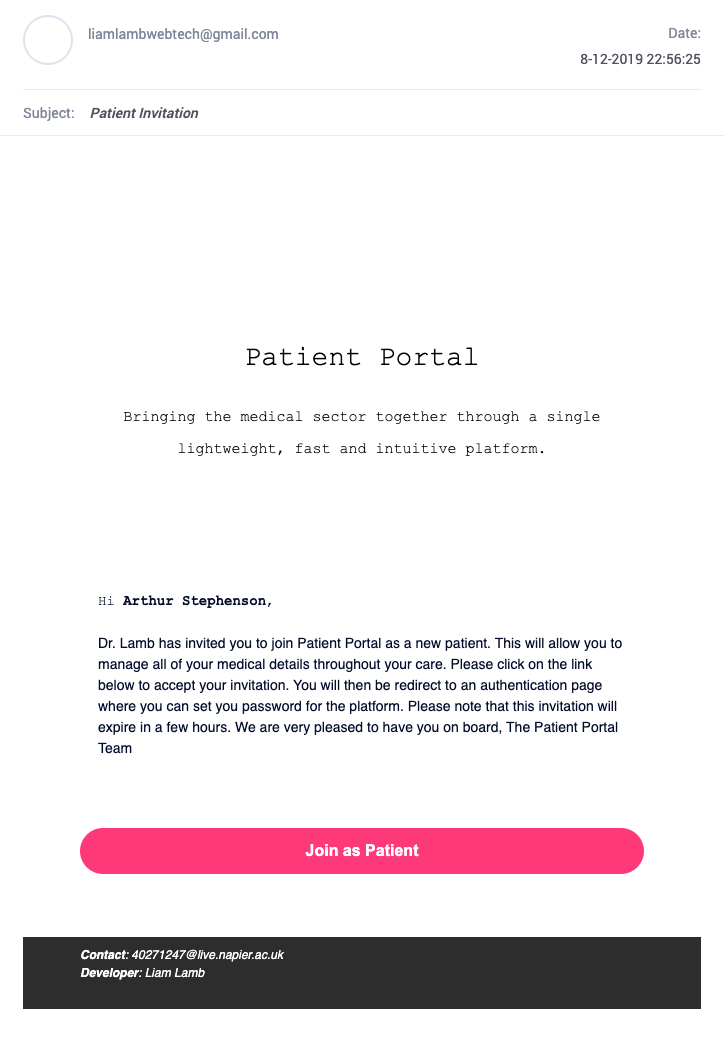 liamlambwebtech@gmail.com
Date:
8-12-2019 22:56:25
Subject: Patient Invitation
Patient Portal
Bringing the medical sector together through a single
lightweight, fast and intuitive platform.
Hi Arthur Stephenson,
Dr. Lamb has invited you to join Patient Portal as a new patient. This will allow you to
manage all of your medical details throughout your care. Please click on the link
below to accept your invitation. You will then be redirect to an authentication page
where you can set you password for the platform. Please note that this invitation will
expire in a few hours. We are very pleased to have you on board, The Patient Portal
Team
Join as Patient
Contact: 40271247@live.napier.ac.uk
Developer: Liam Lamb